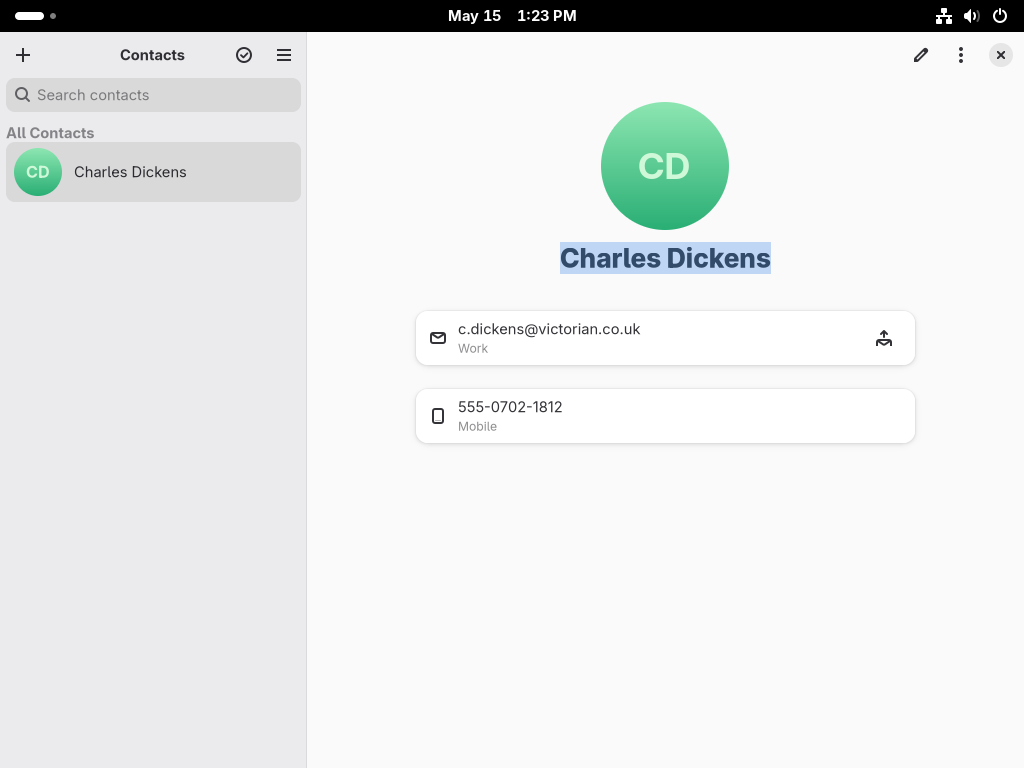 May 15 1:23 PM
Contacts
Search contacts
All Contacts
CD Charles Dickens
CD
Charles Dickens
c.dickens@victorian.co.uk
Work
555-0702-1812
Mobile